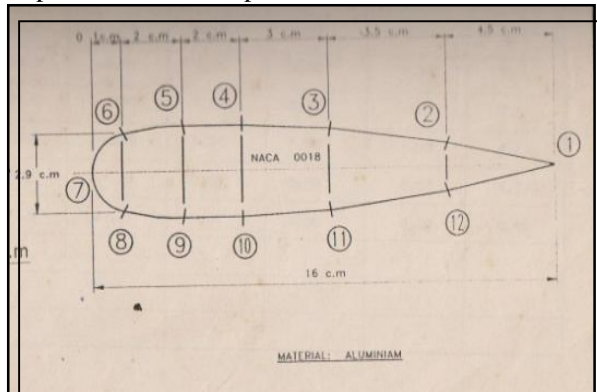 0 1cm 2 c.m 2 c.m 3 c.m 3.5 c.m 4.5 c.m
⑥ ⑤ ④ ③ ② ①
NACA 0018
2.9 c.m
⑦
⑧ ⑨ ⑩ ⑪ ⑫
.m
16 c.m
MATERIAL: ALUMINIAM